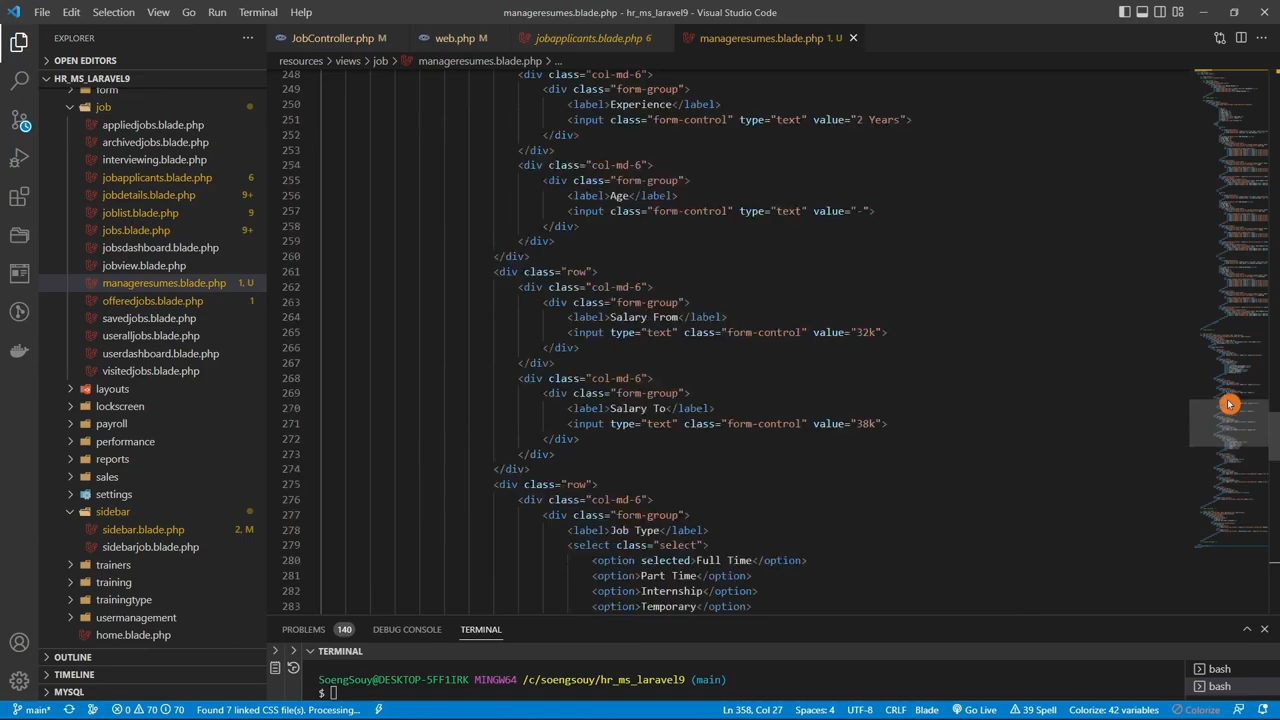 File Edit Selection View Go Run Terminal Help
manageresumes.blade.php - hr_ms_laravel9 - Visual Studio Code
EXPLORER
JobController.php M
web.php M
jobapplicants.blade.php 6
manageresumes.blade.php 1, U
resources > views > job > manageresumes.blade.php > ...
OPEN EDITORS
HR_MS_LARAVEL9
form
job
appliedjobs.blade.php
archivedjobs.blade.php
interviewing.blade.php
jobapplicants.blade.php 6
jobdetails.blade.php 9+
joblist.blade.php 9
jobs.blade.php 9+
jobsdashboard.blade.php
jobview.blade.php
manageresumes.blade.php 1, U
offeredjobs.blade.php 1
savedjobs.blade.php
useralljobs.blade.php
userdashboard.blade.php
visitedjobs.blade.php
layouts
lockscreen
payroll
performance
reports
sales
settings
sidebar
sidebar.blade.php 2, M
sidebarjob.blade.php
trainers
training
trainingtype
usermanagement
home.blade.php
OUTLINE
TIMELINE
MYSQL
248 <div class="col-md-6">
249 <div class="form-group">
250 <label>Experience</label>
251 <input class="form-control" type="text" value="2 Years">
252 </div>
253 </div>
254 <div class="col-md-6">
255 <div class="form-group">
256 <label>Age</label>
257 <input class="form-control" type="text" value="-">
258 </div>
259 </div>
260 </div>
261 <div class="row">
262 <div class="col-md-6">
263 <div class="form-group">
264 <label>Salary From</label>
265 <input type="text" class="form-control" value="32k">
266 </div>
267 </div>
268 <div class="col-md-6">
269 <div class="form-group">
270 <label>Salary To</label>
271 <input type="text" class="form-control" value="38k">
272 </div>
273 </div>
274 </div>
275 <div class="row">
276 <div class="col-md-6">
277 <div class="form-group">
278 <label>Job Type</label>
279 <select class="select">
280 <option selected>Full Time</option>
281 <option>Part Time</option>
282 <option>Internship</option>
283 <option>Temporary</option>
PROBLEMS 140 DEBUG CONSOLE TERMINAL
TERMINAL
SoengSouy@DESKTOP-5FF1IRK MINGW64 /c/soengsouy/hr_ms_laravel9 (main)
$
bash
bash
main* 0 70 70 Found 7 linked CSS file(s). Processing... Ln 358, Col 27 Spaces: 4 UTF-8 CRLF Blade Go Live 39 Spell Colorize: 42 variables Colorize